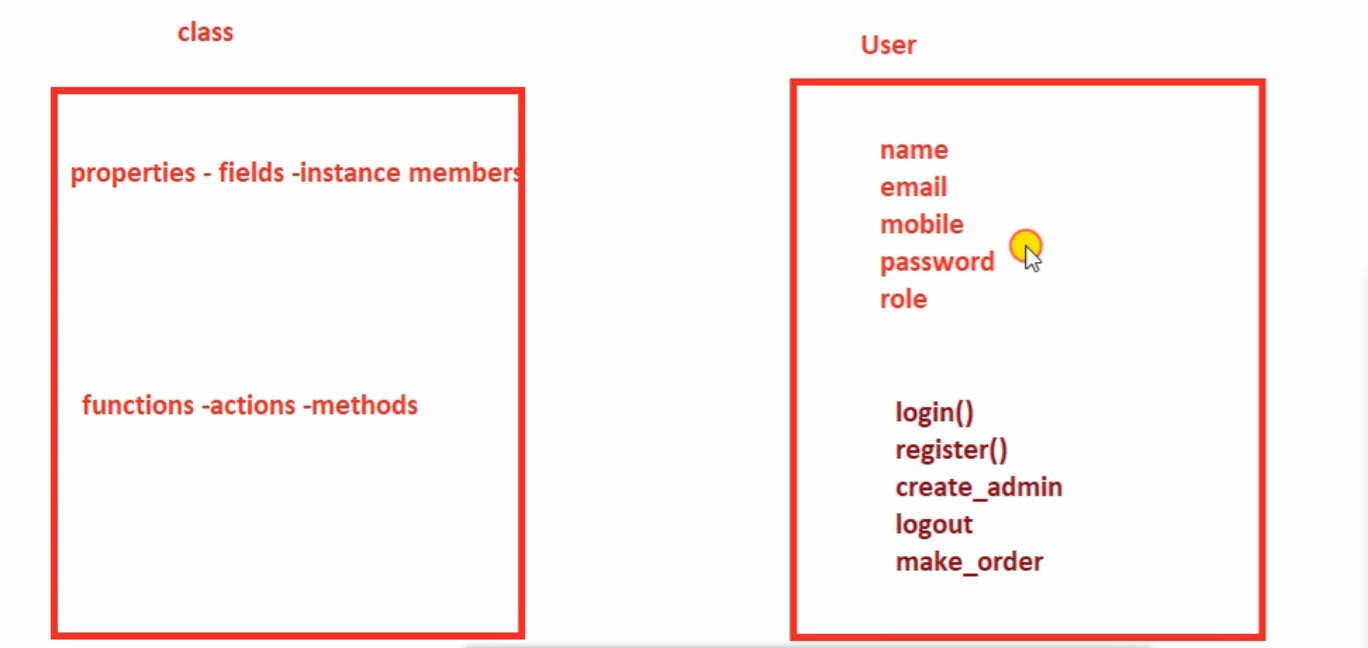 class
properties - fields -instance members
functions -actions -methods
User
name
email
mobile
password
role
login()
register()
create_admin
logout
make_order